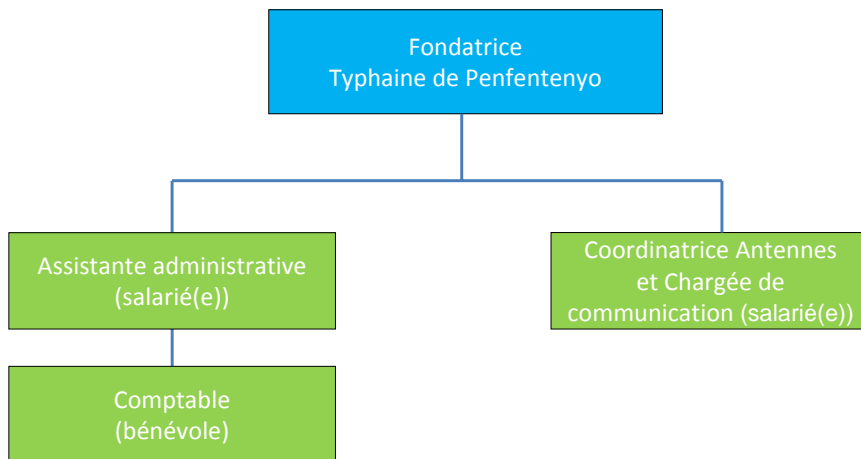 Fondatrice
Typhaine de Penfentenyo
Assistante administrative
(salarié(e))
Coordinatrice Antennes
et Chargée de
communication (salarié(e))
Comptable
(bénévole)